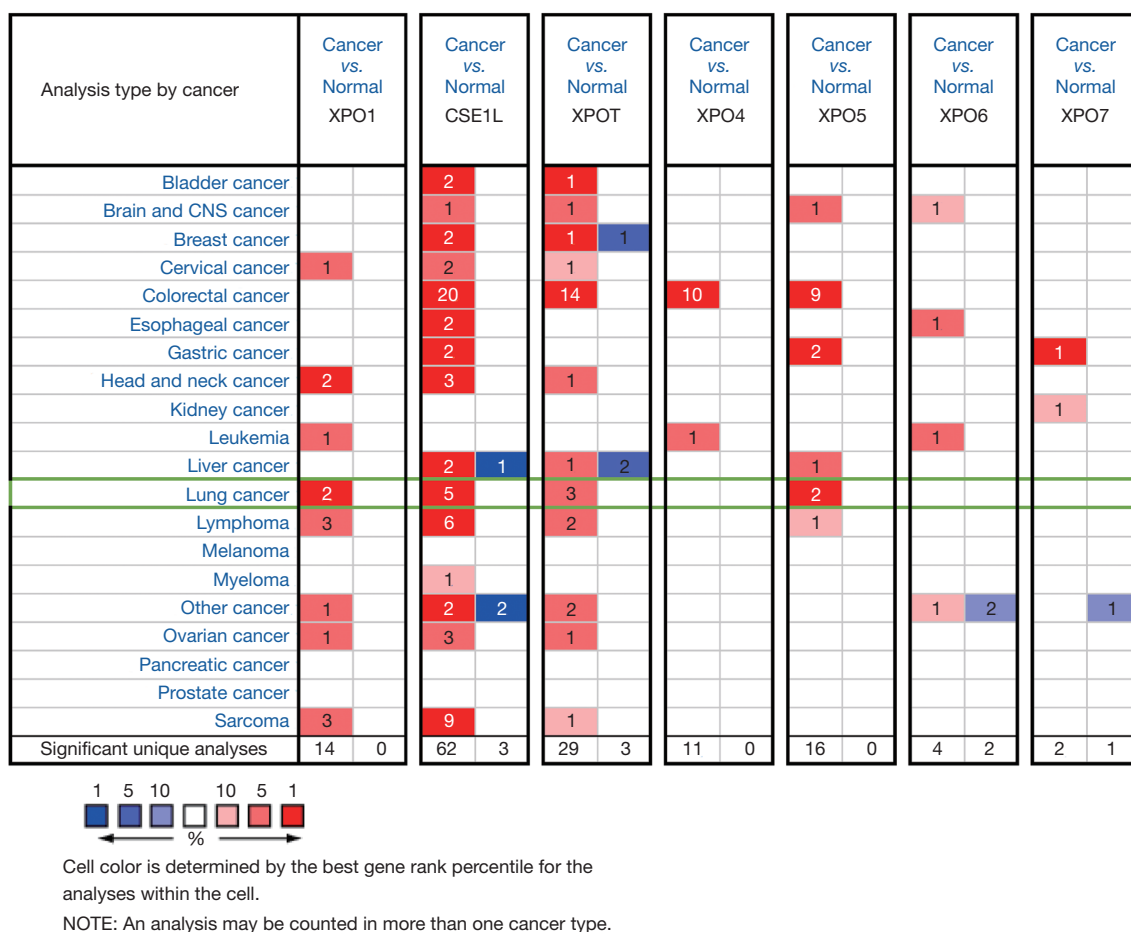 Analysis type by cancer
Cancer vs. Normal XPO1
Cancer vs. Normal CSE1L
Cancer vs. Normal XPOT
Cancer vs. Normal XPO4
Cancer vs. Normal XPO5
Cancer vs. Normal XPO6
Cancer vs. Normal XPO7
Bladder cancer 2 1
Brain and CNS cancer 1 1 1 1
Breast cancer 2 1 1
Cervical cancer 1 2 1
Colorectal cancer 20 14 10 9
Esophageal cancer 2 1
Gastric cancer 2 2 1
Head and neck cancer 2 3 1
Kidney cancer 1
Leukemia 1 1 1
Liver cancer 2 1 1 2 1
Lung cancer 2 5 3 2
Lymphoma 3 6 2 1
Melanoma
Myeloma 1
Other cancer 1 2 2 2 1 2 1
Ovarian cancer 1 3 1
Pancreatic cancer
Prostate cancer
Sarcoma 3 9 1
Significant unique analyses 14 0 62 3 29 3 11 0 16 0 4 2 2 1
1 5 10 10 5 1
%
Cell color is determined by the best gene rank percentile for the
analyses within the cell.
NOTE: An analysis may be counted in more than one cancer type.